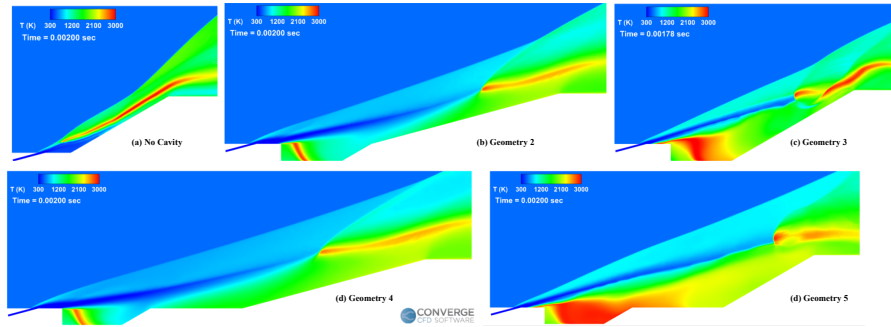 T (K) 300 1200 2100 3000
Time = 0.00200 sec
(a) No Cavity
T (K) 300 1200 2100 3000
Time = 0.00200 sec
(b) Geometry 2
T (K) 300 1200 2100 3000
Time = 0.00178 sec
(c) Geometry 3
T (K) 300 1200 2100 3000
Time = 0.00200 sec
(d) Geometry 4
CONVERGE
CFD SOFTWARE
T (K) 300 1200 2100 3000
Time = 0.00200 sec
(d) Geometry 5